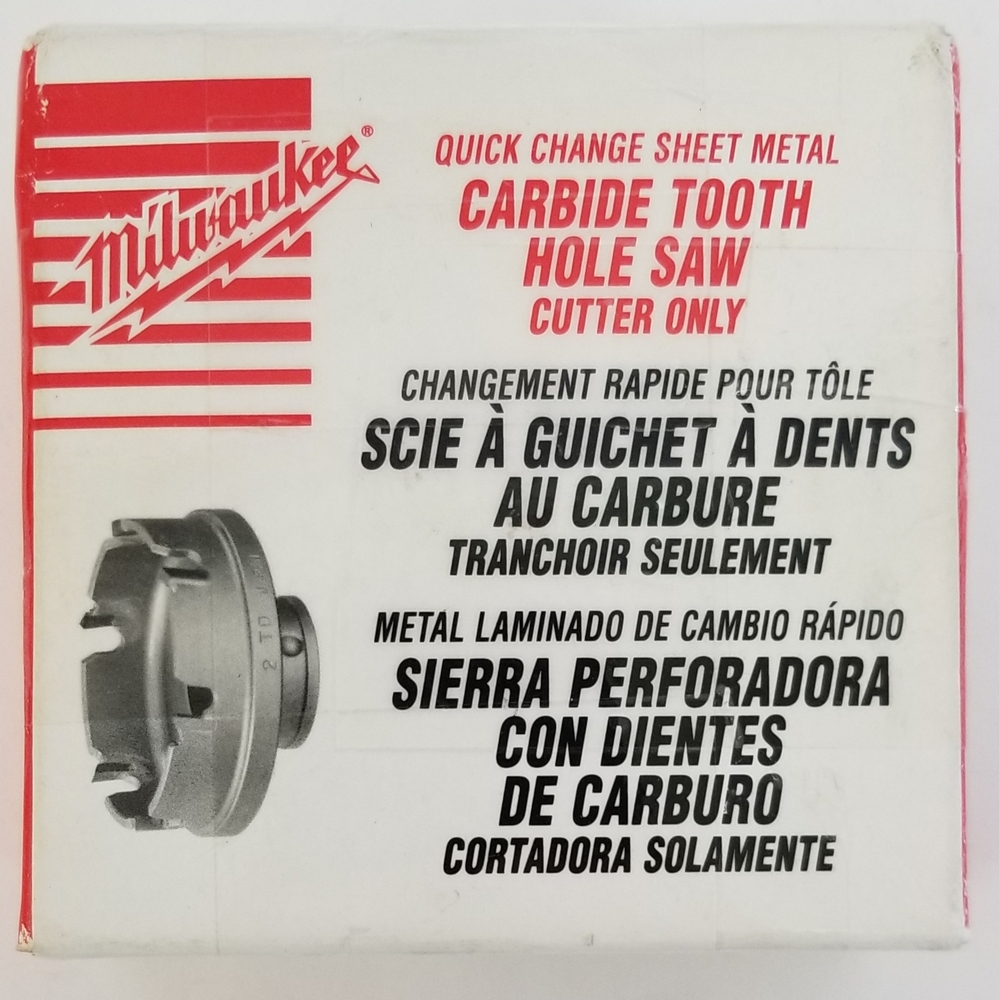 Milwaukee®
QUICK CHANGE SHEET METAL
CARBIDE TOOTH
HOLE SAW
CUTTER ONLY
CHANGEMENT RAPIDE POUR TÔLE
SCIE À GUICHET À DENTS
AU CARBURE
TRANCHOIR SEULEMENT
METAL LAMINADO DE CAMBIO RÁPIDO
SIERRA PERFORADORA
CON DIENTES
DE CARBURO
CORTADORA SOLAMENTE